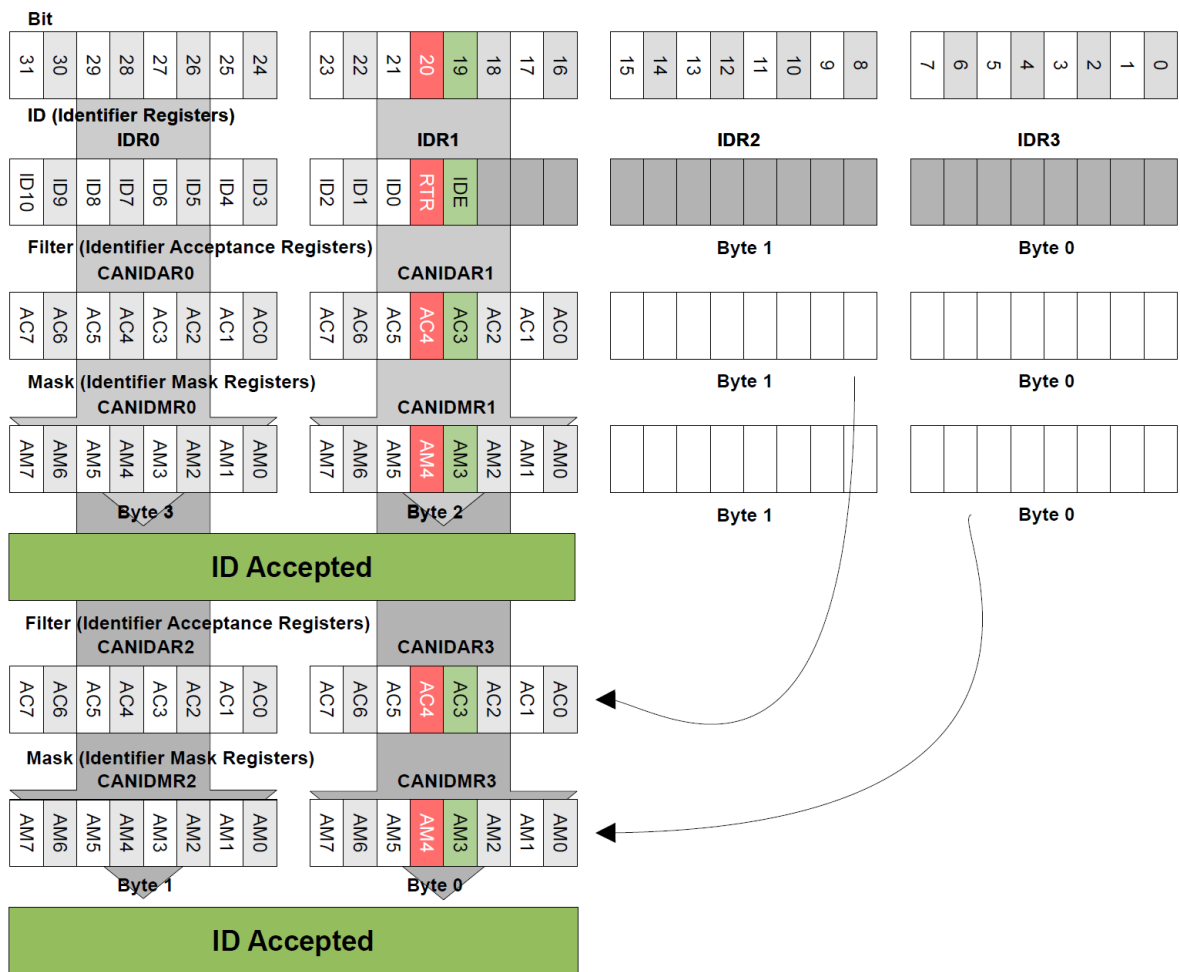 Bit
31 30 29 28 27 26 25 24 23 22 21 20 19 18 17 16 15 14 13 12 11 10 9 8 7 6 5 4 3 2 1 0
ID (Identifier Registers)
IDR0 IDR1 IDR2 IDR3
ID10 ID9 ID8 ID7 ID6 ID5 ID4 ID3 ID2 ID1 ID0 RTR IDE
Filter (Identifier Acceptance Registers) Byte 1 Byte 0
CANIDAR0 CANIDAR1
AC7 AC6 AC5 AC4 AC3 AC2 AC1 AC0 AC7 AC6 AC5 AC4 AC3 AC2 AC1 AC0
Mask (Identifier Mask Registers) Byte 1 Byte 0
CANIDMR0 CANIDMR1
AM7 AM6 AM5 AM4 AM3 AM2 AM1 AM0 AM7 AM6 AM5 AM4 AM3 AM2 AM1 AM0
Byte 3 Byte 2 Byte 1 Byte 0
ID Accepted
Filter (Identifier Acceptance Registers)
CANIDAR2 CANIDAR3
AC7 AC6 AC5 AC4 AC3 AC2 AC1 AC0 AC7 AC6 AC5 AC4 AC3 AC2 AC1 AC0
Mask (Identifier Mask Registers)
CANIDMR2 CANIDMR3
AM7 AM6 AM5 AM4 AM3 AM2 AM1 AM0 AM7 AM6 AM5 AM4 AM3 AM2 AM1 AM0
Byte 1 Byte 0
ID Accepted